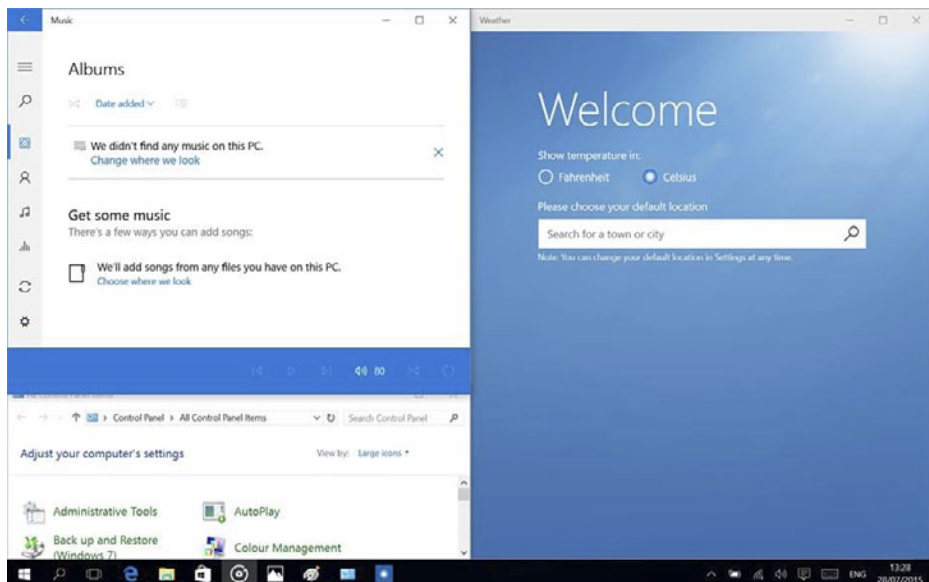 Music
Albums
Date added
We didn't find any music on this PC.
Change where we look
Get some music
There's a few ways you can add songs:
We'll add songs from any files you have on this PC.
Choose where we look
80
Weather
Welcome
Show temperature in:
Fahrenheit
Celsius
Please choose your default location
Search for a town or city
Note: You can change your default location in Settings at any time.
All Control Panel Items
Control Panel > All Control Panel Items
Search Control Panel
Adjust your computer's settings
View by: Large icons
Administrative Tools
AutoPlay
Back up and Restore
(Windows 7)
Colour Management
ENG
13:28
28/07/2015